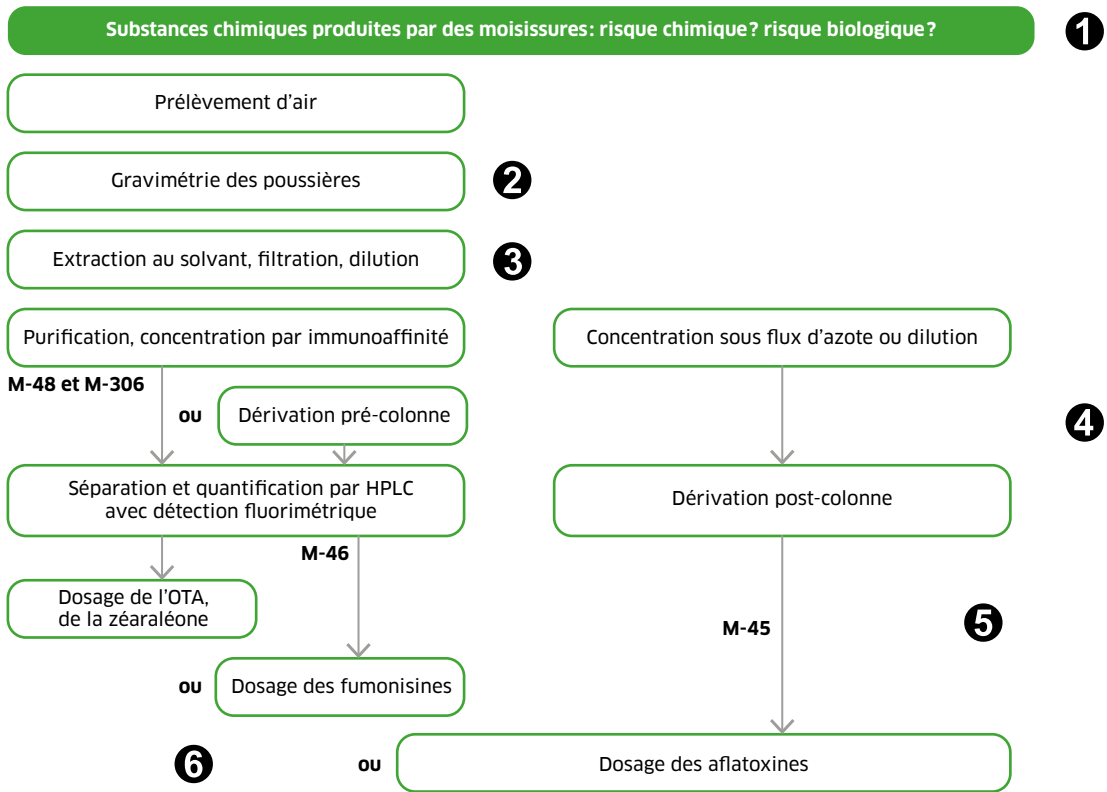 Substances chimiques produites par des moisissures: risque chimique? risque biologique?
1
Prélèvement d'air
Gravimétrie des poussières
2
Extraction au solvant, filtration, dilution
3
Purification, concentration par immunoaffinité
Concentration sous flux d'azote ou dilution
M-48 et M-306
OU
Dérivation pré-colonne
4
Séparation et quantification par HPLC
avec détection fluorimétrique
Dérivation post-colonne
M-46
Dosage de l'OTA,
de la zéaraléone
M-45
5
OU
Dosage des fumonisines
6
OU
Dosage des aflatoxines